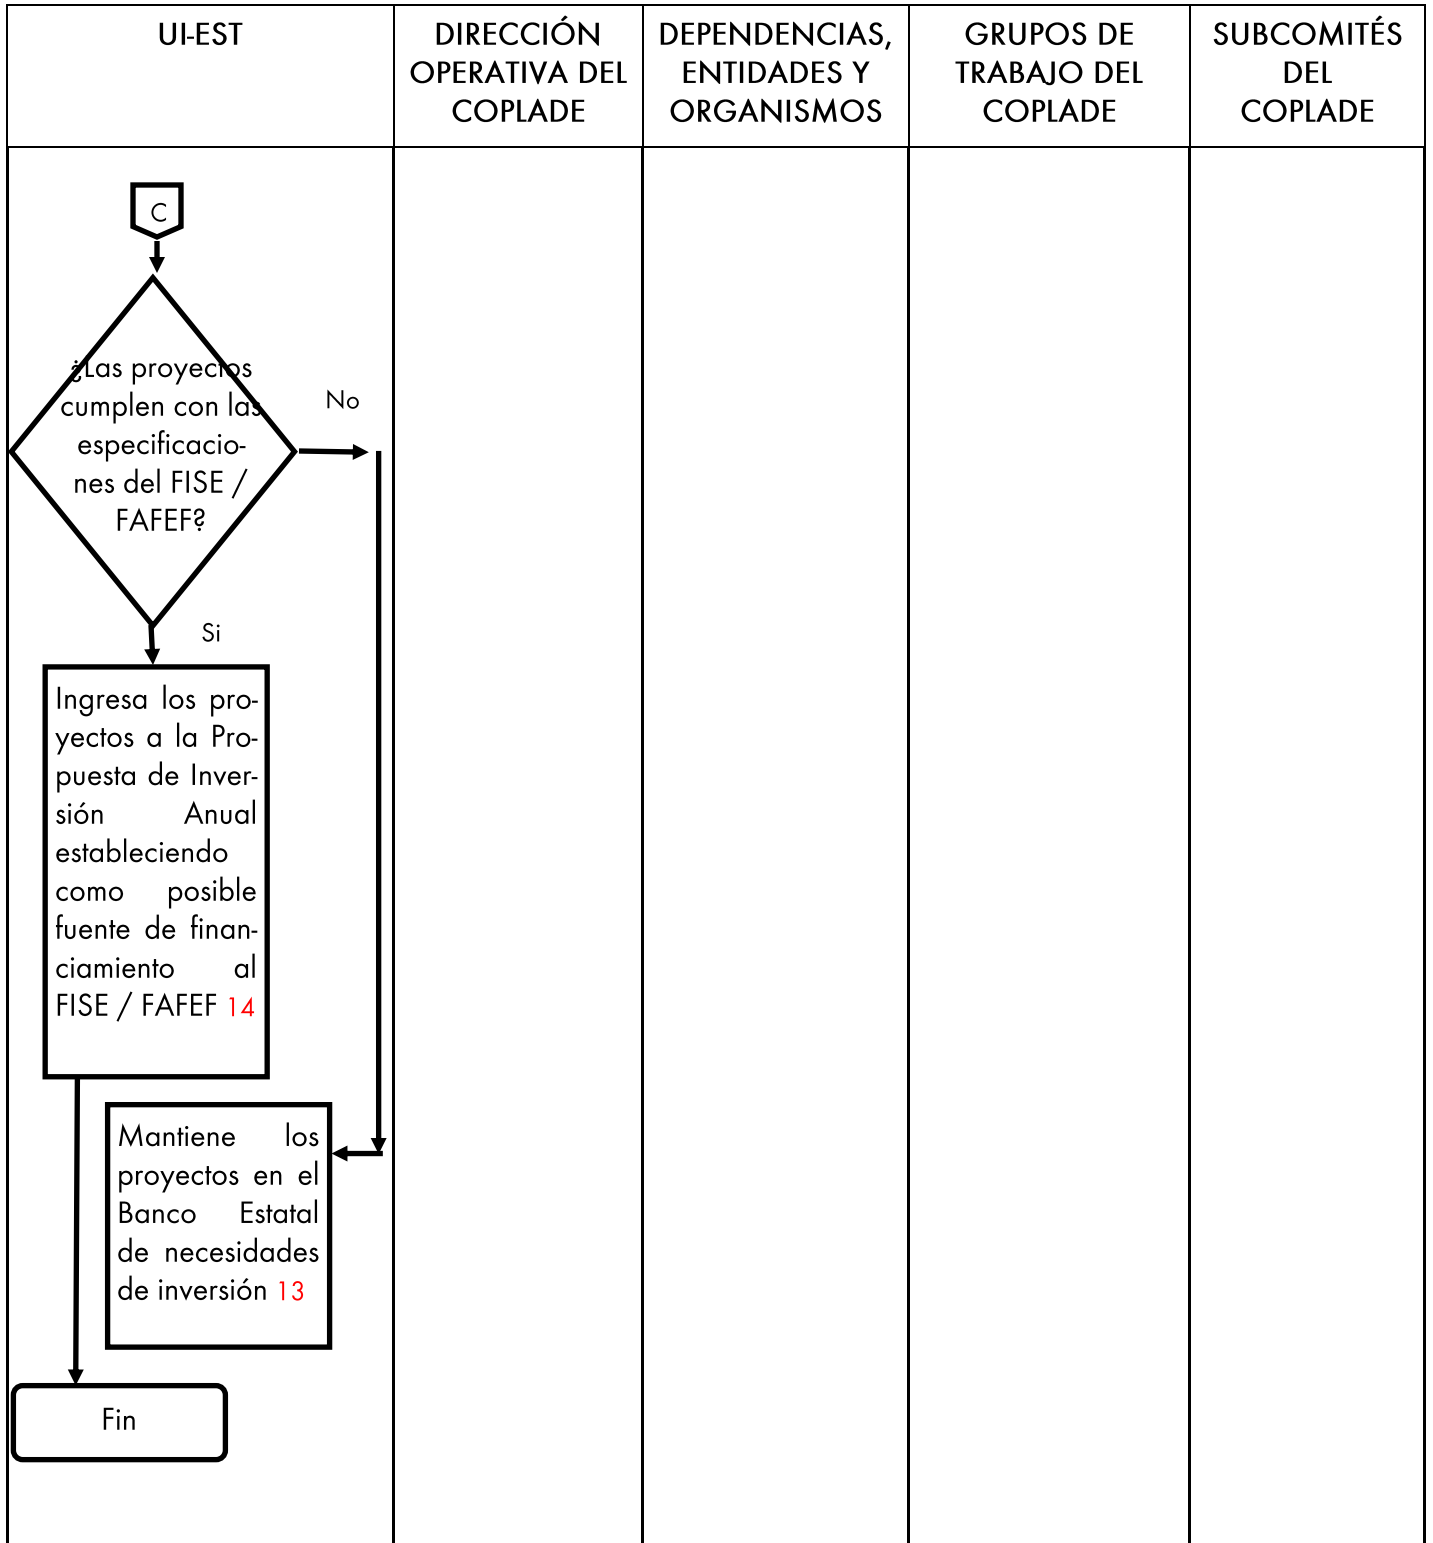 UI-EST
DIRECCIÓN
OPERATIVA DEL
COPLADE
DEPENDENCIAS,
ENTIDADES Y
ORGANISMOS
GRUPOS DE
TRABAJO DEL
COPLADE
SUBCOMITÉS
DEL
COPLADE
C
¿Las proyectos
cumplen con las
especificacio-
nes del FISE /
FAFEF?
No
Si
Ingresa los pro-
yectos a la Pro-
puesta de Inver-
sión Anual
estableciendo
como posible
fuente de finan-
ciamiento al
FISE / FAFEF 14
Mantiene los
proyectos en el
Banco Estatal
de necesidades
de inversión 13
Fin